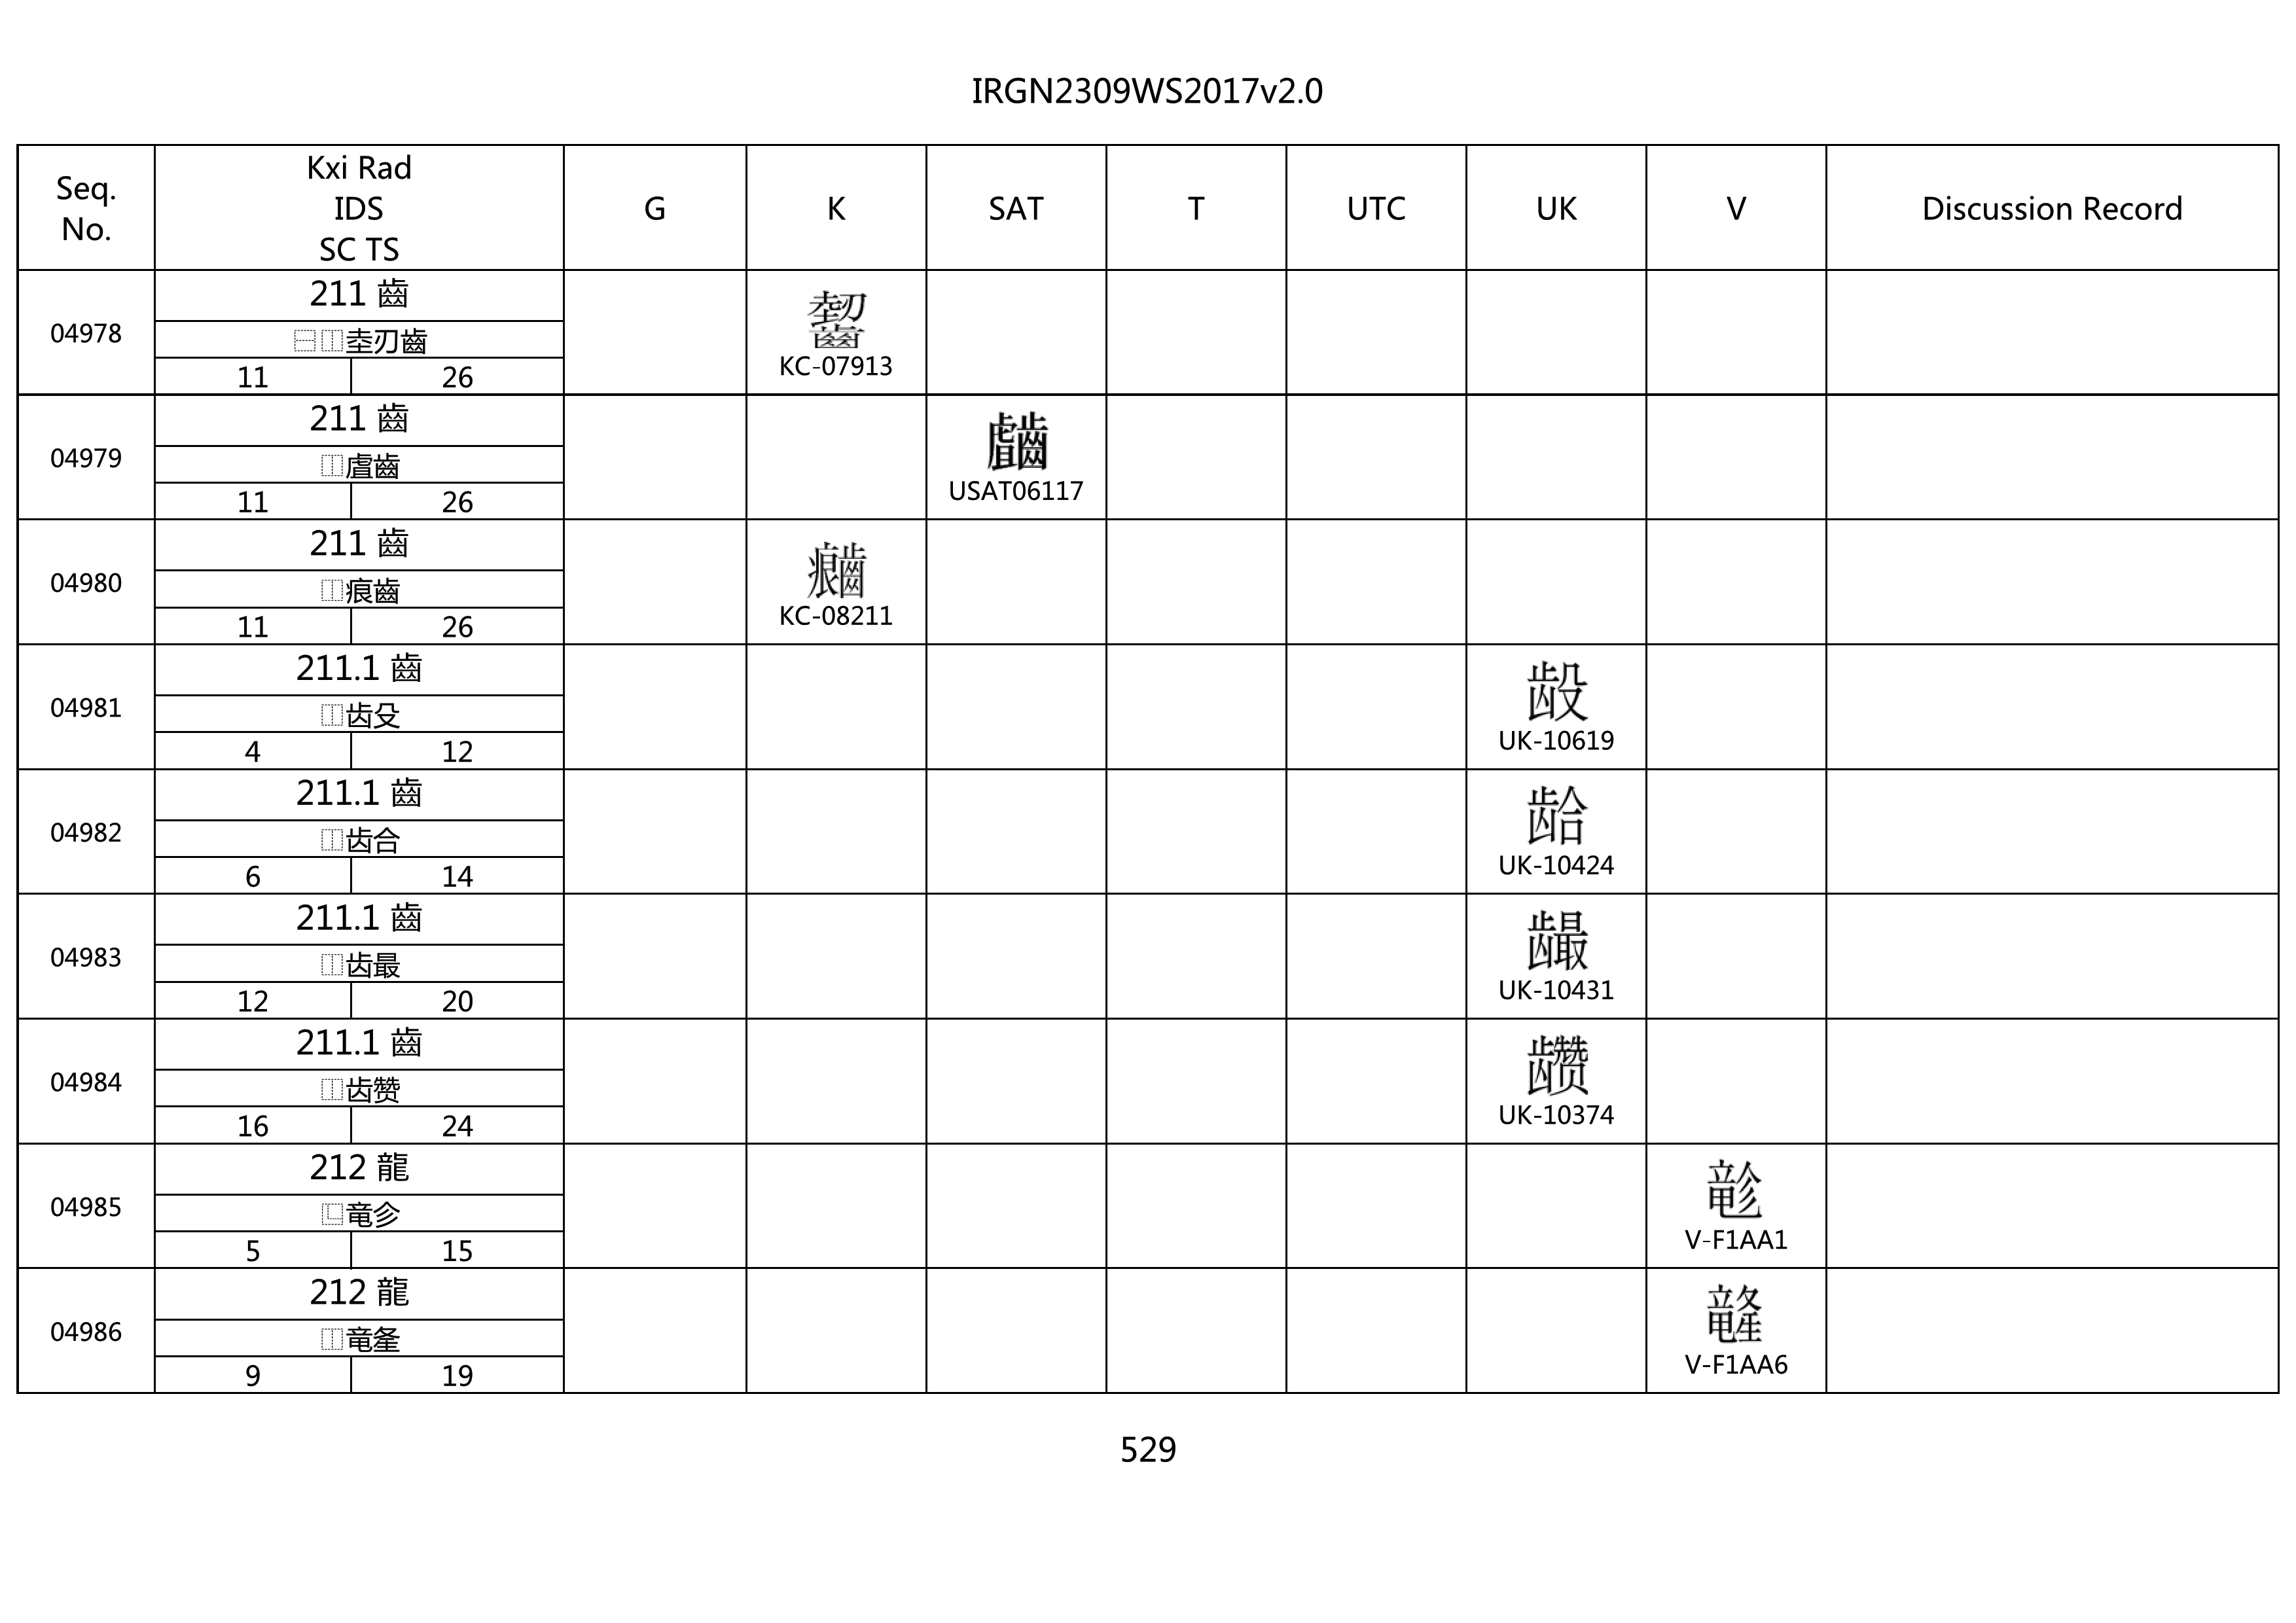 IRGN2309WS2017v2.0
Seq. No. Kxi Rad IDS SC TS G K SAT T UTC UK V Discussion Record
211 齒
04978 ⿱⿰坴刃齒 KC-07913
11 26
211 齒
04979 ⿰虘齒 USAT06117
11 26
211 齒
04980 ⿰痕齒 KC-08211
11 26
211.1 齒
04981 ⿰齿殳 UK-10619
4 12
211.1 齒
04982 ⿰齿合 UK-10424
6 14
211.1 齒
04983 ⿰齿最 UK-10431
12 20
211.1 齒
04984 ⿰齿赞 UK-10374
16 24
212 龍
04985 ⿺竜㐱 V-F1AA1
5 15
212 龍
04986 ⿰竜夆 V-F1AA6
9 19
529